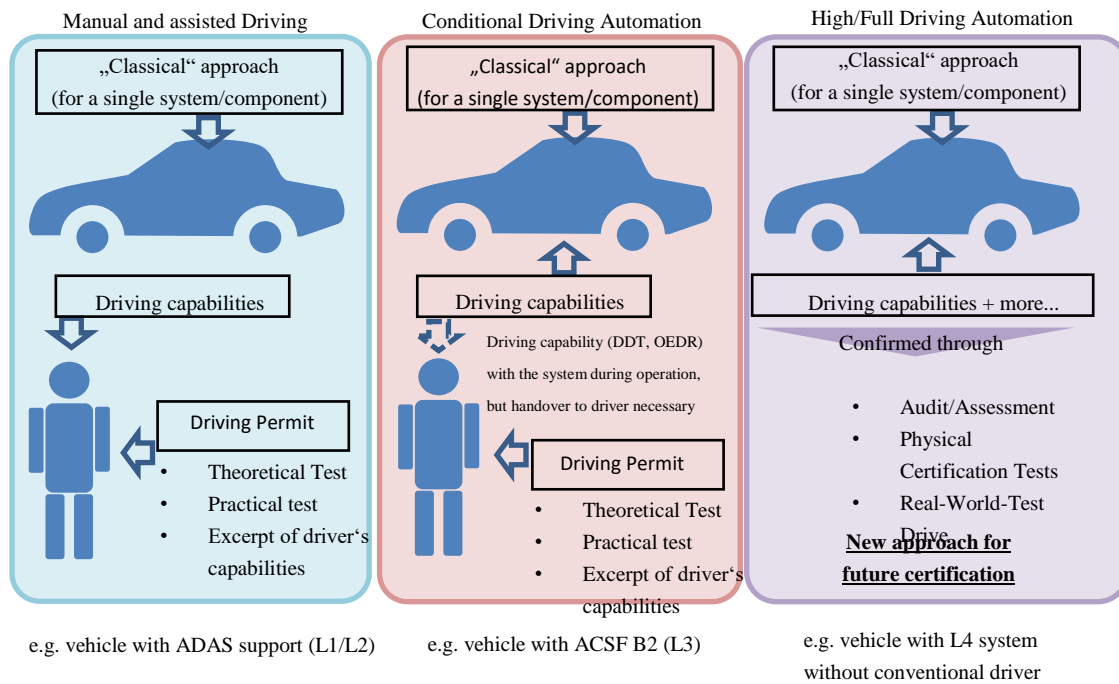 Manual and assisted Driving
„Classical“ approach
(for a single system/component)
Driving capabilities
Driving Permit
• Theoretical Test
• Practical test
• Excerpt of driver‘s
capabilities
e.g. vehicle with ADAS support (L1/L2)
Conditional Driving Automation
„Classical“ approach
(for a single system/component)
Driving capabilities
Driving capability (DDT, OEDR)
with the system during operation,
but handover to driver necessary
Driving Permit
• Theoretical Test
• Practical test
• Excerpt of driver‘s
capabilities
e.g. vehicle with ACSF B2 (L3)
High/Full Driving Automation
„Classical“ approach
(for a single system/component)
Driving capabilities + more...
Confirmed through
• Audit/Assessment
• Physical
Certification Tests
• Real-World-Test
Drive
New approach for
future certification
e.g. vehicle with L4 system
without conventional driver